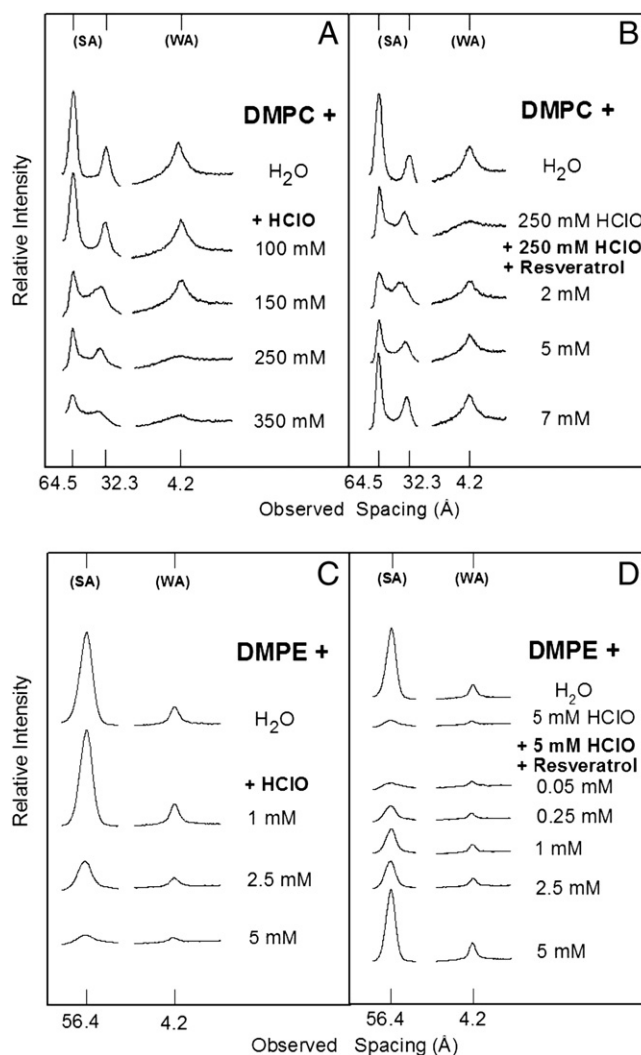 A
(SA) (WA)
DMPC +
H2O
+ HClO
100 mM
150 mM
250 mM
350 mM
Relative Intensity
64.5 32.3 4.2
B
(SA) (WA)
DMPC +
H2O
250 mM HClO
+ 250 mM HClO
+ Resveratrol
2 mM
5 mM
7 mM
64.5 32.3 4.2
Observed Spacing (Å)
C
(SA) (WA)
DMPE +
H2O
+ HClO
1 mM
2.5 mM
5 mM
Relative Intensity
56.4 4.2
D
(SA) (WA)
DMPE +
H2O
5 mM HClO
+ 5 mM HClO
+ Resveratrol
0.05 mM
0.25 mM
1 mM
2.5 mM
5 mM
56.4 4.2
Observed Spacing (Å)